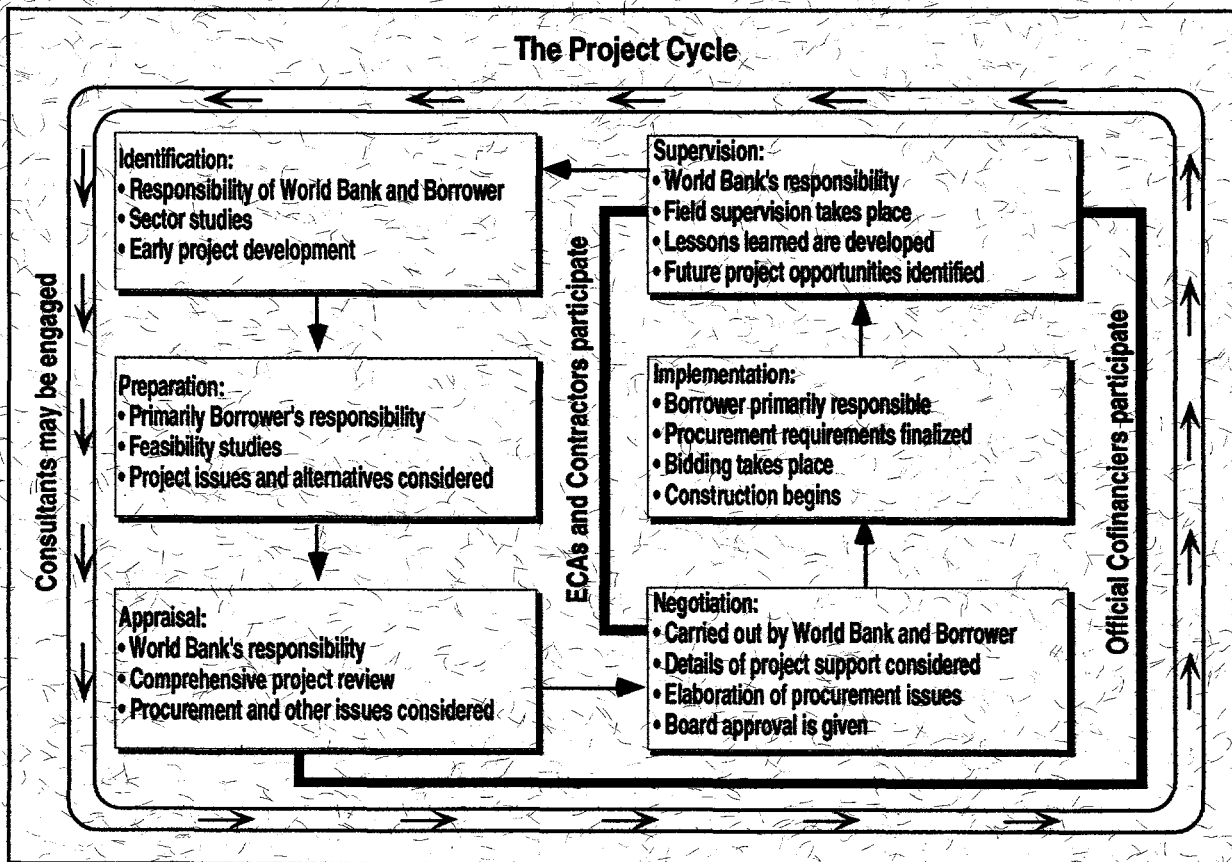 The Project Cycle
Consultants may be engaged
Identification:
• Responsibility of World Bank and Borrower
• Sector studies
• Early project development
Preparation:
• Primarily Borrower's responsibility
• Feasibility studies
• Project issues and alternatives considered
Appraisal:
• World Bank's responsibility
• Comprehensive project review
• Procurement and other issues considered
ECAs and Contractors participate
Supervision:
• World Bank's responsibility
• Field supervision takes place
• Lessons learned are developed
• Future project opportunities identified
Implementation:
• Borrower primarily responsible
• Procurement requirements finalized
• Bidding takes place
• Construction begins
Negotiation:
• Carried out by World Bank and Borrower
• Details of project support considered
• Elaboration of procurement issues
• Board approval is given
Official Cofinanciers participate